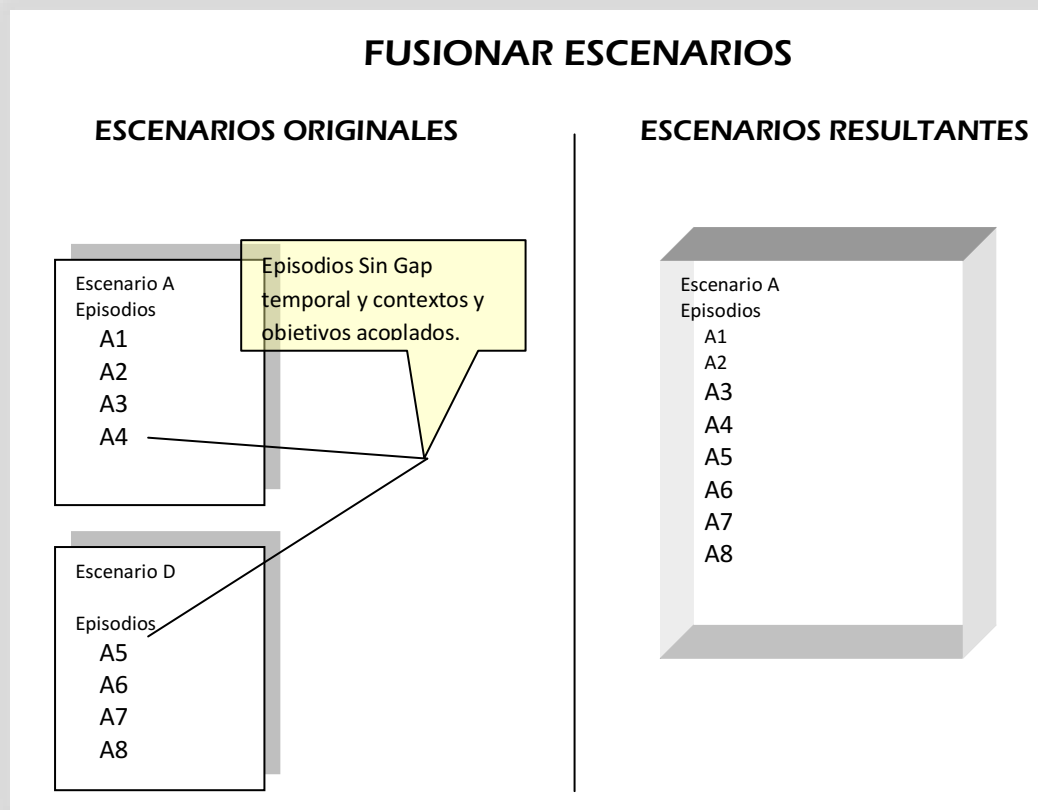 FUSIONAR ESCENARIOS
ESCENARIOS ORIGINALES
Escenario A
Episodios
A1
A2
A3
A4
Episodios Sin Gap
temporal y contextos y
objetivos acoplados.
Escenario D
Episodios
A5
A6
A7
A8
ESCENARIOS RESULTANTES
Escenario A
Episodios
A1
A2
A3
A4
A5
A6
A7
A8